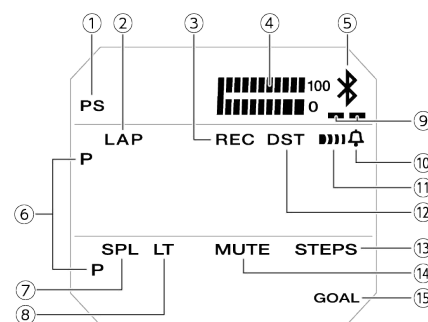 ① ② ③ ④ ⑤
100
PS 0
⑨
LAP REC DST
P ⑩
⑪
⑥ ⑫
SPL LT MUTE STEPS ⑬
P
⑦ ⑭
⑧ GOAL ⑮